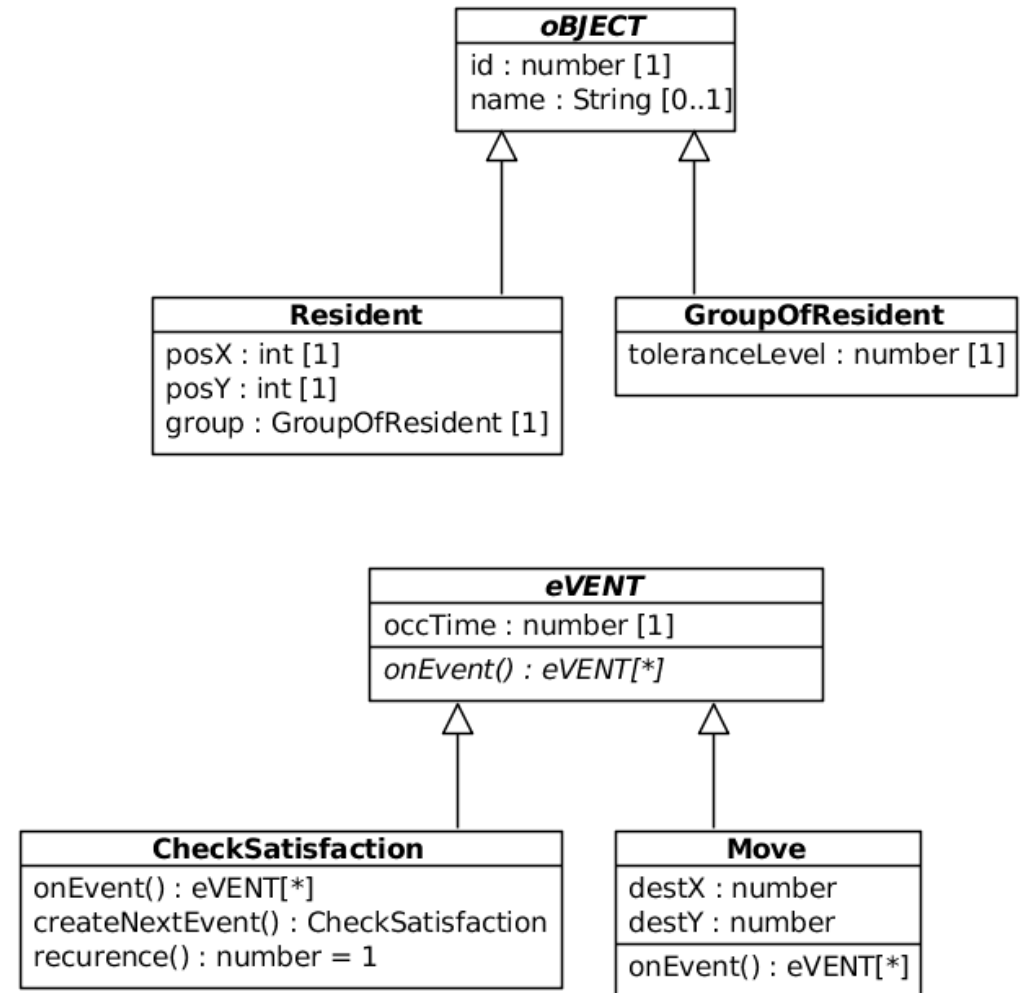 oBJECT
id : number [1]
name : String [0..1]
Resident
posX : int [1]
posY : int [1]
group : GroupOfResident [1]
GroupOfResident
toleranceLevel : number [1]
eVENT
occTime : number [1]
onEvent() : eVENT[*]
CheckSatisfaction
onEvent() : eVENT[*]
createNextEvent() : CheckSatisfaction
recurence() : number = 1
Move
destX : number
destY : number
onEvent() : eVENT[*]